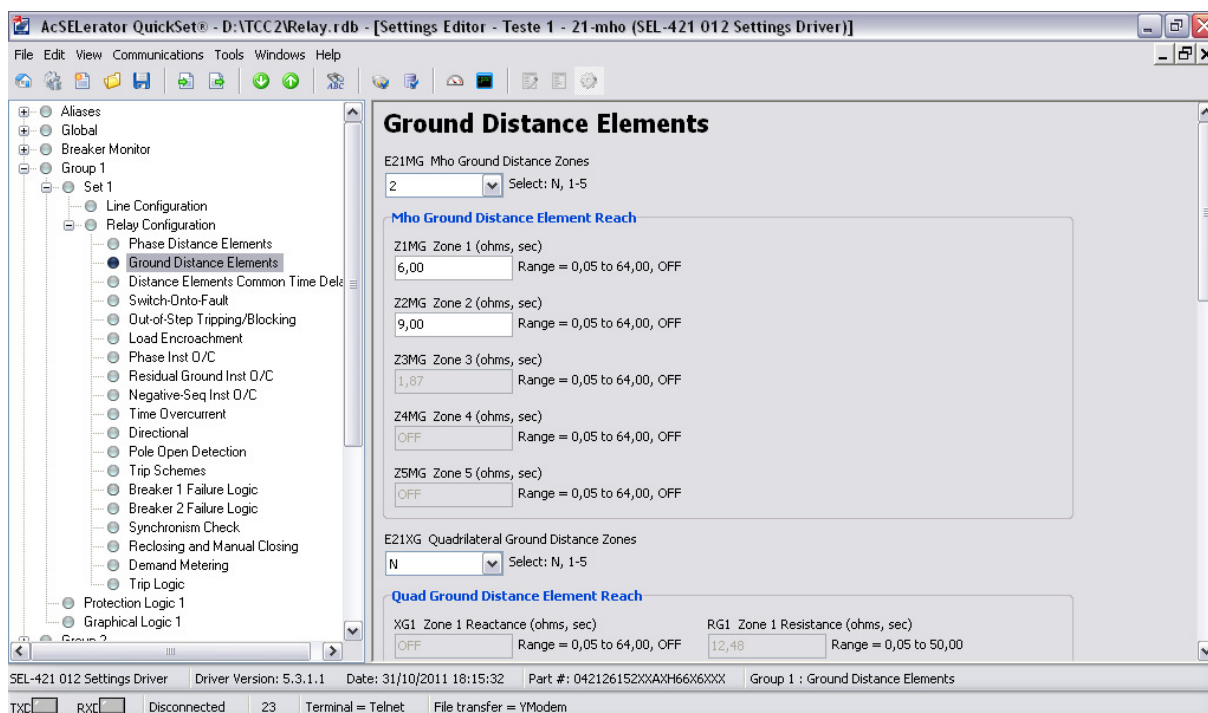 AcSELerator QuickSet® - D:\TCC2\Relay.rdb - [Settings Editor - Teste 1 - 21-mho (SEL-421 012 Settings Driver)]
File Edit View Communications Tools Windows Help
Aliases
Global
Breaker Monitor
Group 1
Set 1
Line Configuration
Relay Configuration
Phase Distance Elements
Ground Distance Elements
Distance Elements Common Time Dela
Switch-Onto-Fault
Out-of-Step Tripping/Blocking
Load Encroachment
Phase Inst O/C
Residual Ground Inst O/C
Negative-Seq Inst O/C
Time Overcurrent
Directional
Pole Open Detection
Trip Schemes
Breaker 1 Failure Logic
Breaker 2 Failure Logic
Synchronism Check
Reclosing and Manual Closing
Demand Metering
Trip Logic
Protection Logic 1
Graphical Logic 1
Group 2
Ground Distance Elements
E21MG Mho Ground Distance Zones
2 Select: N, 1-5
Mho Ground Distance Element Reach
Z1MG Zone 1 (ohms, sec)
6,00 Range = 0,05 to 64,00, OFF
Z2MG Zone 2 (ohms, sec)
9,00 Range = 0,05 to 64,00, OFF
Z3MG Zone 3 (ohms, sec)
1,87 Range = 0,05 to 64,00, OFF
Z4MG Zone 4 (ohms, sec)
OFF Range = 0,05 to 64,00, OFF
Z5MG Zone 5 (ohms, sec)
OFF Range = 0,05 to 64,00, OFF
E21XG Quadrilateral Ground Distance Zones
N Select: N, 1-5
Quad Ground Distance Element Reach
XG1 Zone 1 Reactance (ohms, sec) RG1 Zone 1 Resistance (ohms, sec)
OFF Range = 0,05 to 64,00, OFF 12,48 Range = 0,05 to 50,00
SEL-421 012 Settings Driver Driver Version: 5.3.1.1 Date: 31/10/2011 18:15:32 Part #: 042126152XXAXH66X6XXX Group 1 : Ground Distance Elements
TXD RXD Disconnected 23 Terminal = Telnet File transfer = YModem